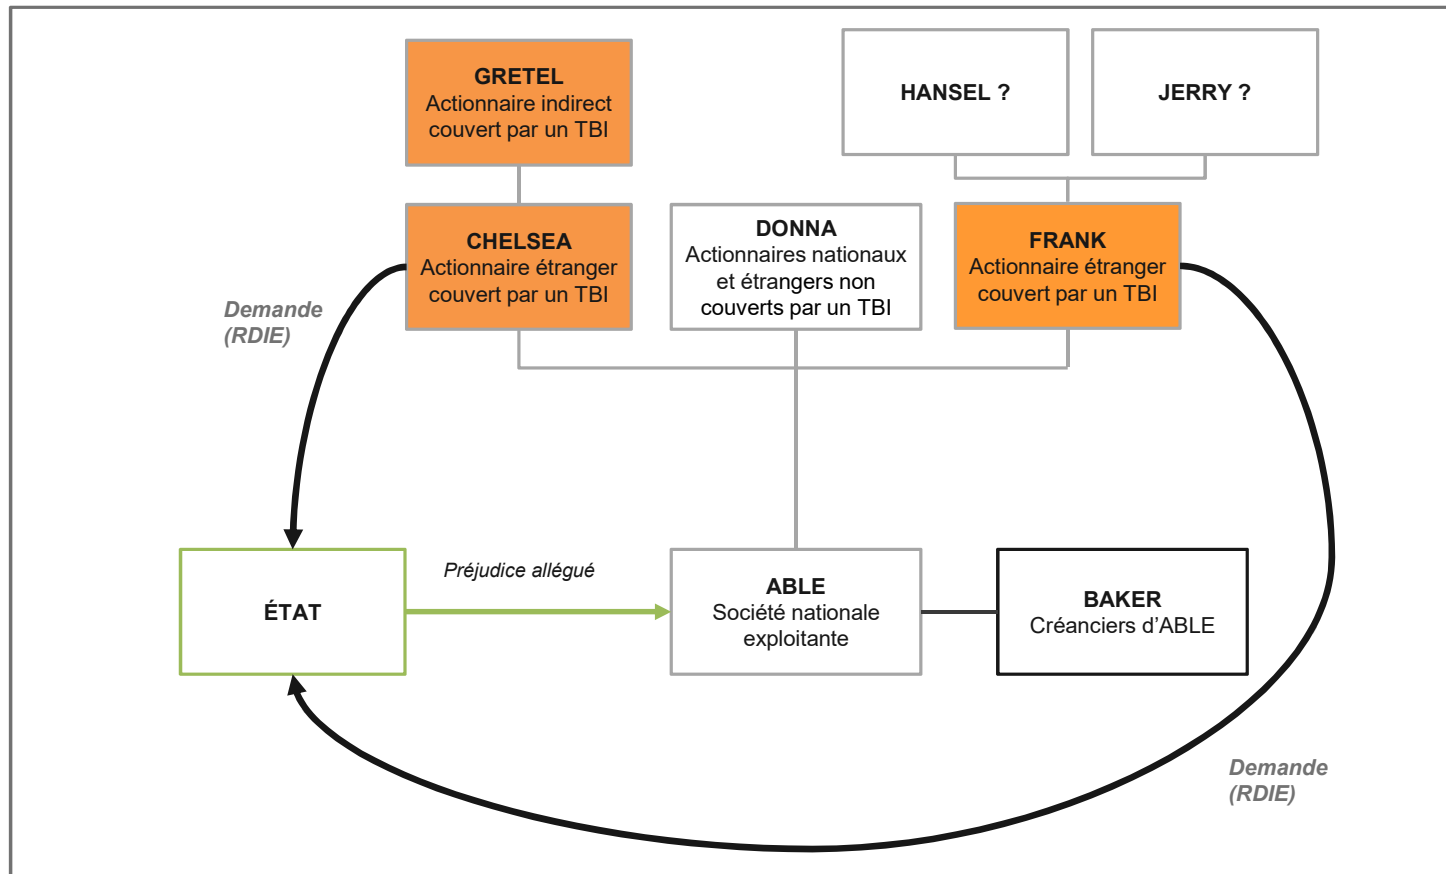 GRETEL
Actionnaire indirect
couvert par un TBI
HANSEL ?
JERRY ?
CHELSEA
Actionnaire étranger
couvert par un TBI
DONNA
Actionnaires nationaux
et étrangers non
couverts par un TBI
FRANK
Actionnaire étranger
couvert par un TBI
Demande
(RDIE)
ÉTAT
Préjudice allégué
ABLE
Société nationale
exploitante
BAKER
Créanciers d’ABLE
Demande
(RDIE)